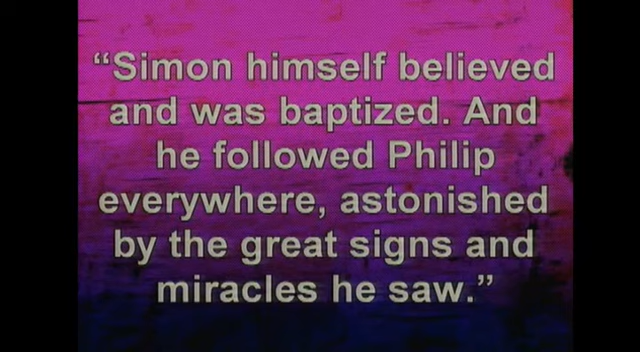 “Simon himself believed
and was baptized. And
he followed Philip
everywhere, astonished
by the great signs and
miracles he saw.”